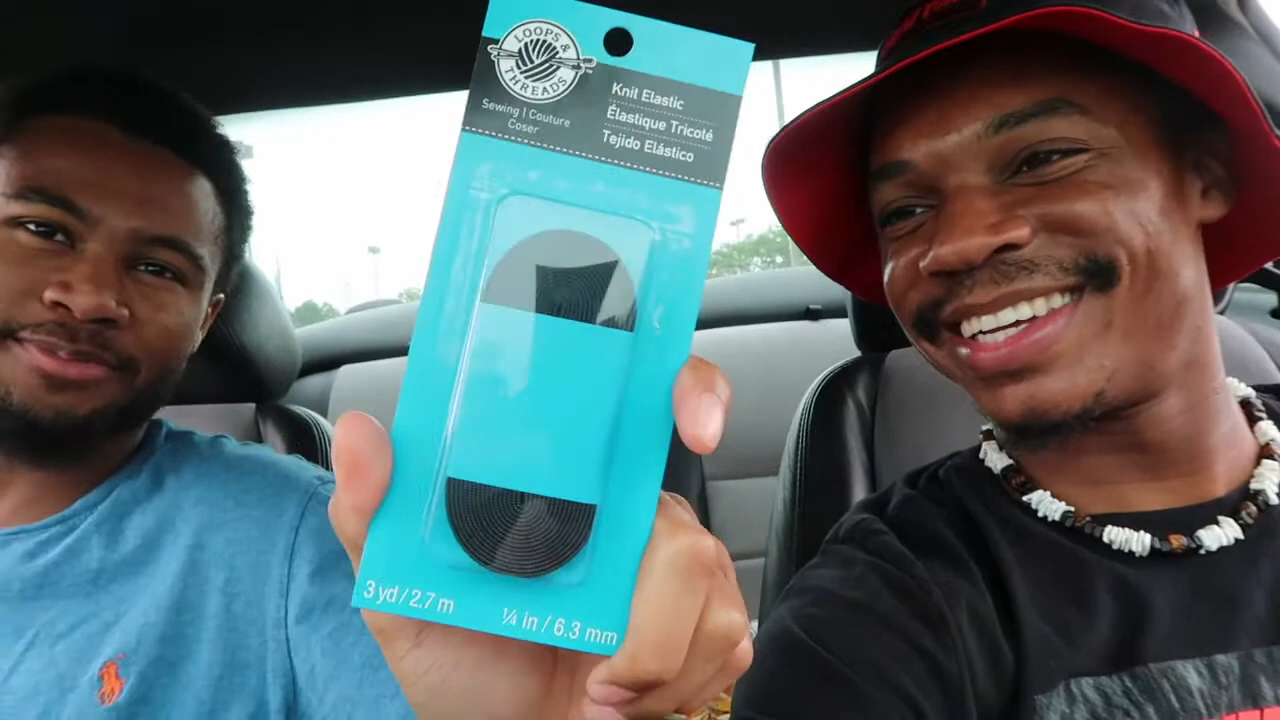 LOOPS &
THREADS™
Sewing | Couture
Coser
Knit Elastic
Élastique Tricoté
Tejido Elástico
3 yd / 2.7 m
¼ in / 6.3 mm